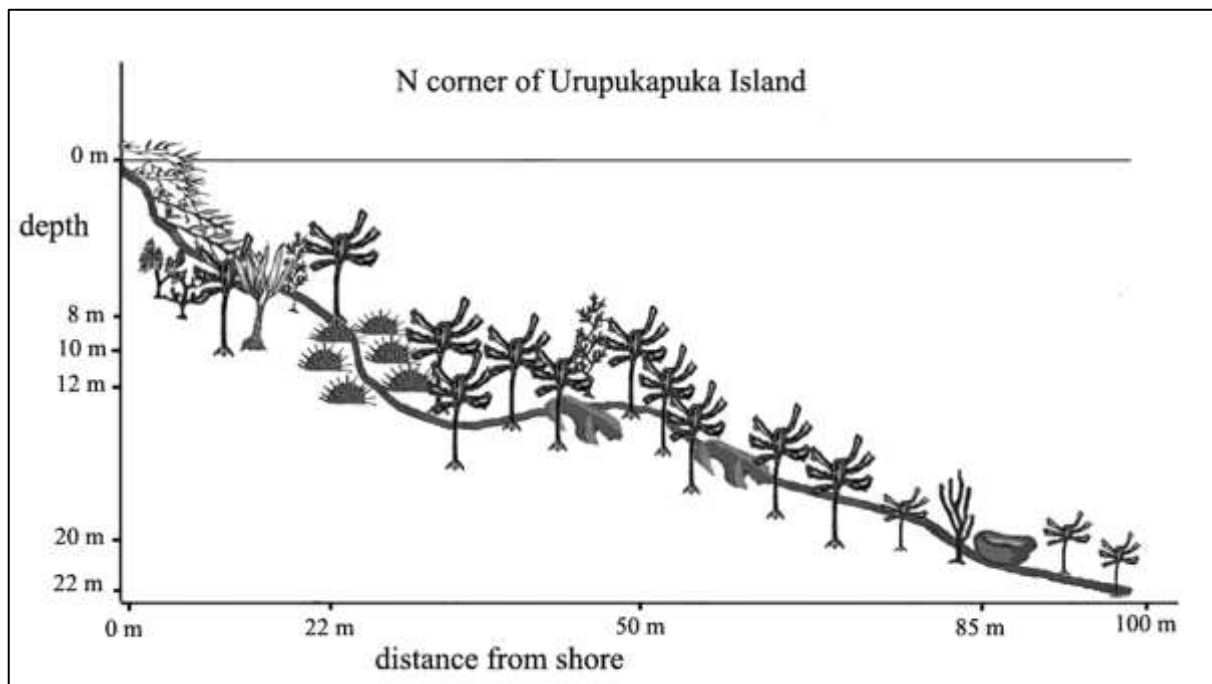 N corner of Urupukapuka Island
0 m
depth
8 m
10 m
12 m
20 m
22 m
0 m
22 m
50 m
85 m
100 m
distance from shore